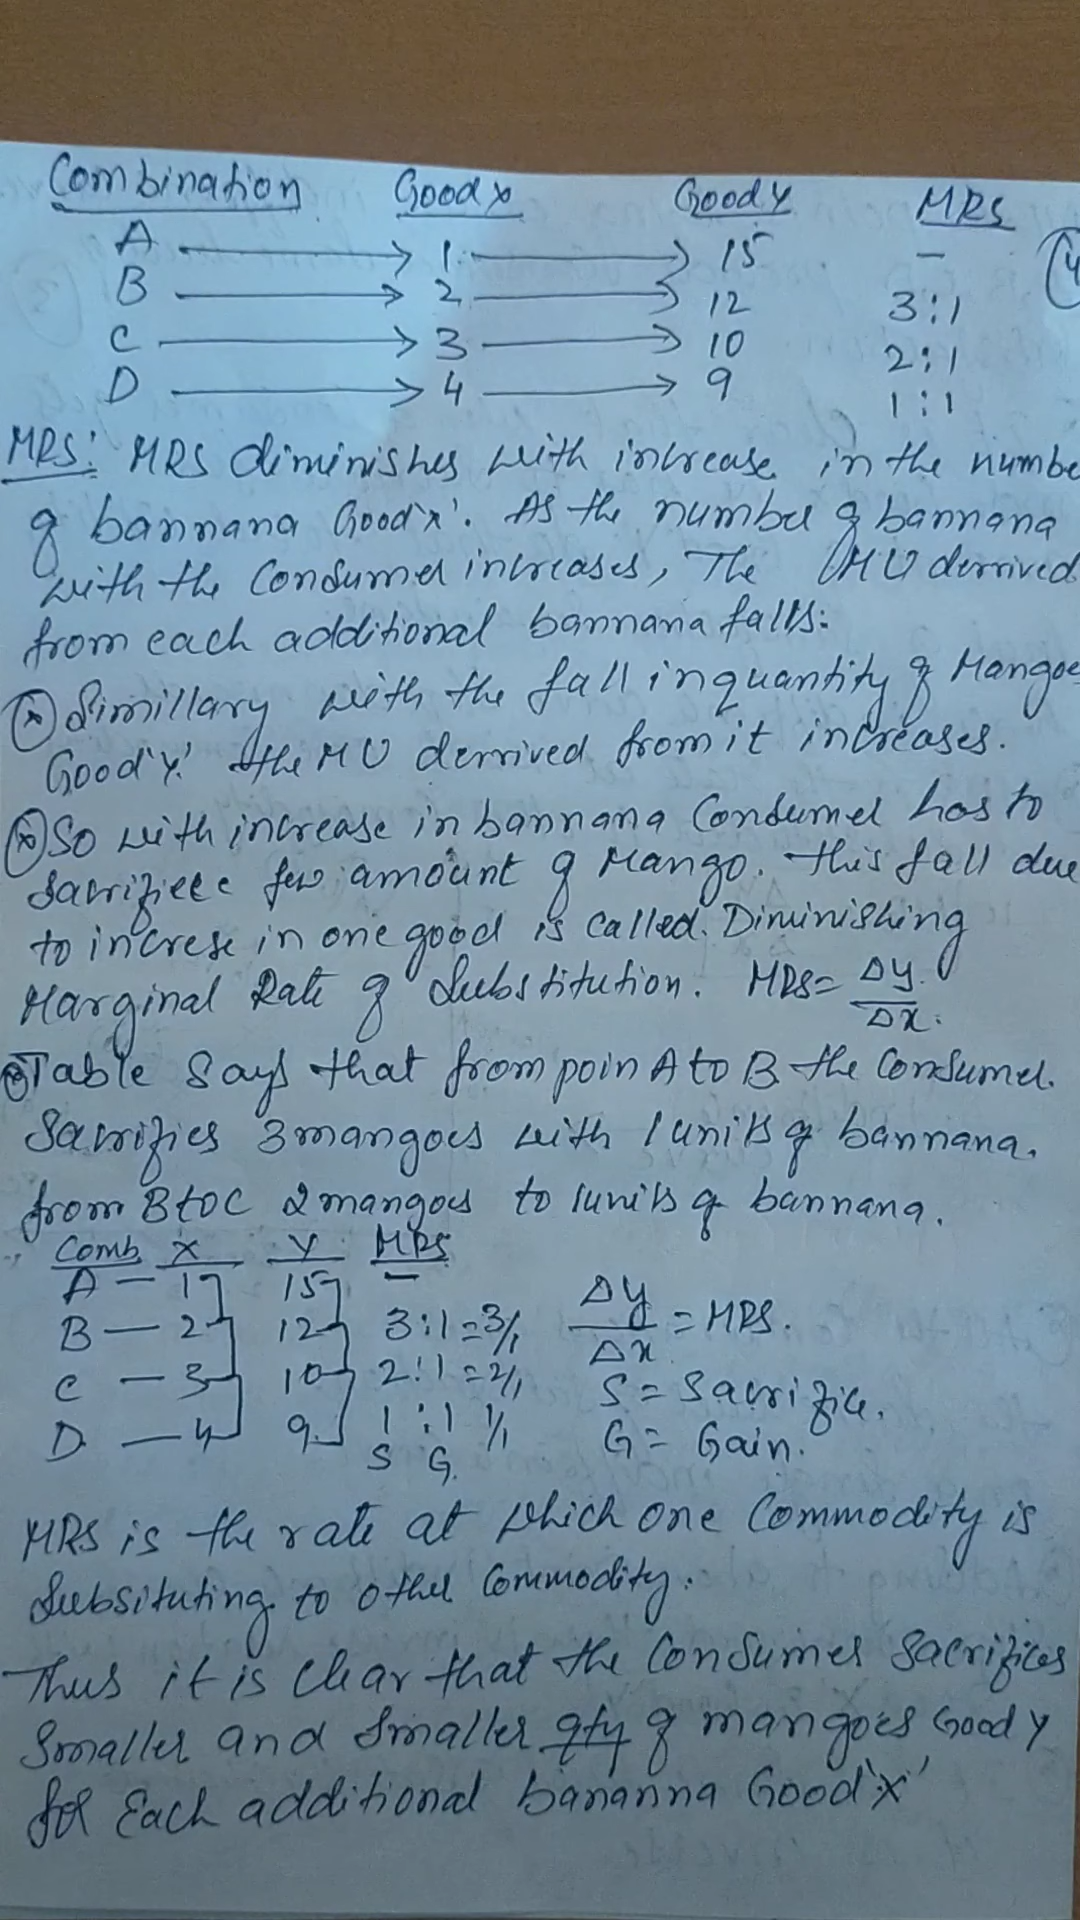 Combination Good x Good y MRS
A → 1 → 15 – (4
B → 2 → 12 3:1
C → 3 → 10 2:1
D → 4 → 9 1:1
MRS: MRS diminishes with increase in the numbe
of bannana Good 'x'. As the number of bannana
with the Consumer increases, The MU derrived
from each additional bannana falls:
Simillary with the fall in quantity of Mangoe
Good 'y' the MU derrived from it increases.
So with increase in bannana Consumer has to
Sacrifiece few amount of Mango. this fall due
to increse in one good is called. Diminishing
Marginal Rate of Substitution. MRS = Δy/Δx.
Table Says that from poin A to B the Consumer.
Sacrifies 3 mangoes with 1 units of bannana.
from B to C 2 mangoes to 1 units of bannana.
Comb x y MRS
A – 1 15 –
B – 2 12 3:1 = 3/1 Δy/Δx = MRS.
C – 3 10 2:1 = 2/1 S = Sacrifice.
D – 4 9 1:1 1/1 G = Gain.
S G.
MRS is the rate at which one Commodity is
Subsituting to other Commodity.
Thus it is clear that the Consumer Sacrifices
Smaller and Smaller qty of mangoes Good y
for Each additional bananna Good 'x'